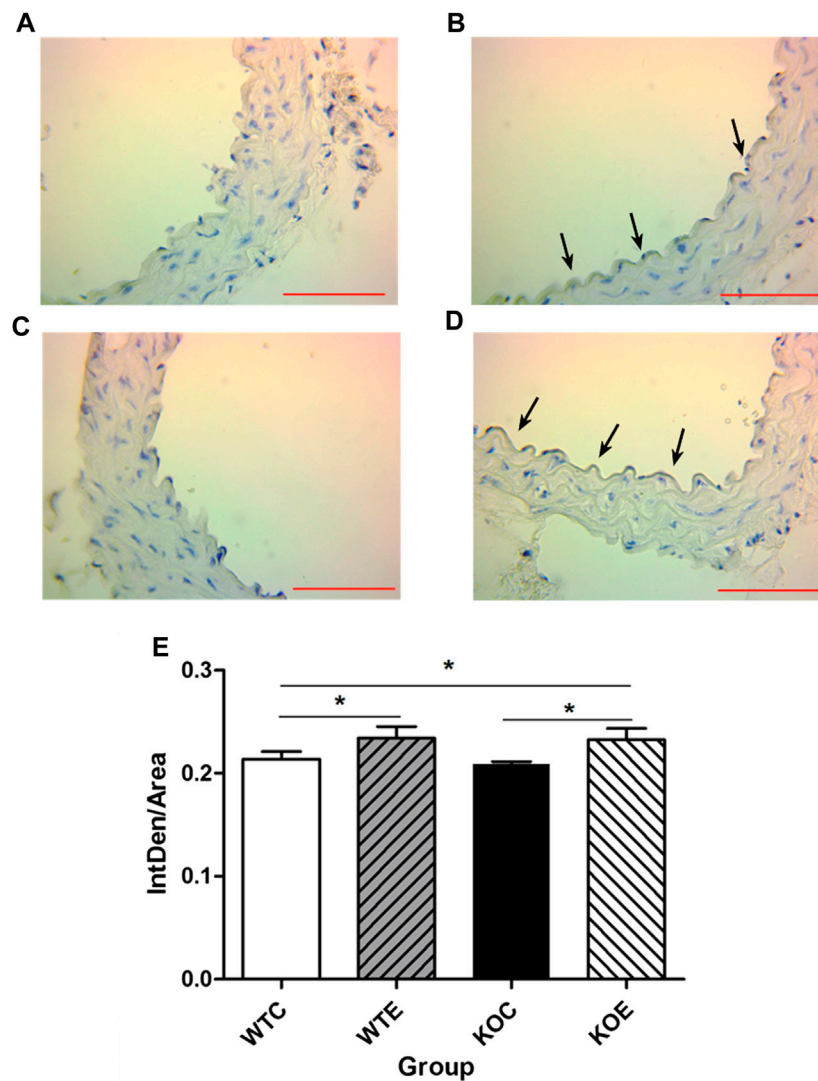 A
B
C
D
E
0.3
0.2
0.1
0.0
IntDen/Area
*
*
*
WTC
WTE
KOC
KOE
Group